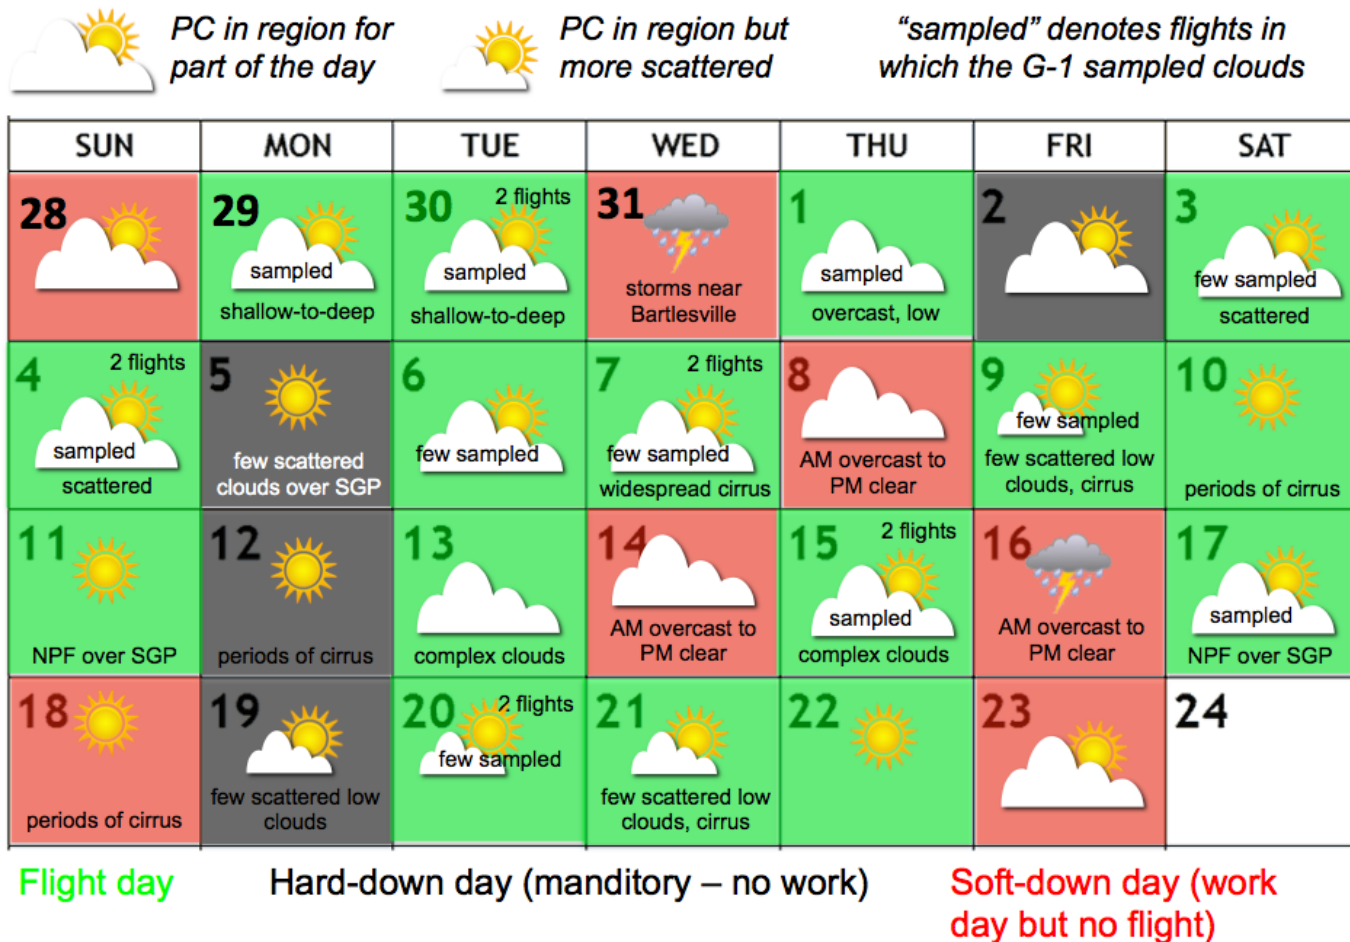 PC in region for
part of the day
PC in region but
more scattered
“sampled” denotes flights in
which the G-1 sampled clouds
SUN MON TUE WED THU FRI SAT
28
29
sampled
shallow-to-deep
30 2 flights
sampled
shallow-to-deep
31
storms near
Bartlesville
1
sampled
overcast, low
2
3
few sampled
scattered
4 2 flights
sampled
scattered
5
few scattered
clouds over SGP
6
few sampled
7 2 flights
few sampled
widespread cirrus
8
AM overcast to
PM clear
9
few sampled
few scattered low
clouds, cirrus
10
periods of cirrus
11
NPF over SGP
12
periods of cirrus
13
complex clouds
14
AM overcast to
PM clear
15 2 flights
sampled
complex clouds
16
AM overcast to
PM clear
17
sampled
NPF over SGP
18
periods of cirrus
19
few scattered low
clouds
20 2 flights
few sampled
21
few scattered low
clouds, cirrus
22
23
24
Flight day
Hard-down day (manditory – no work)
Soft-down day (work
day but no flight)